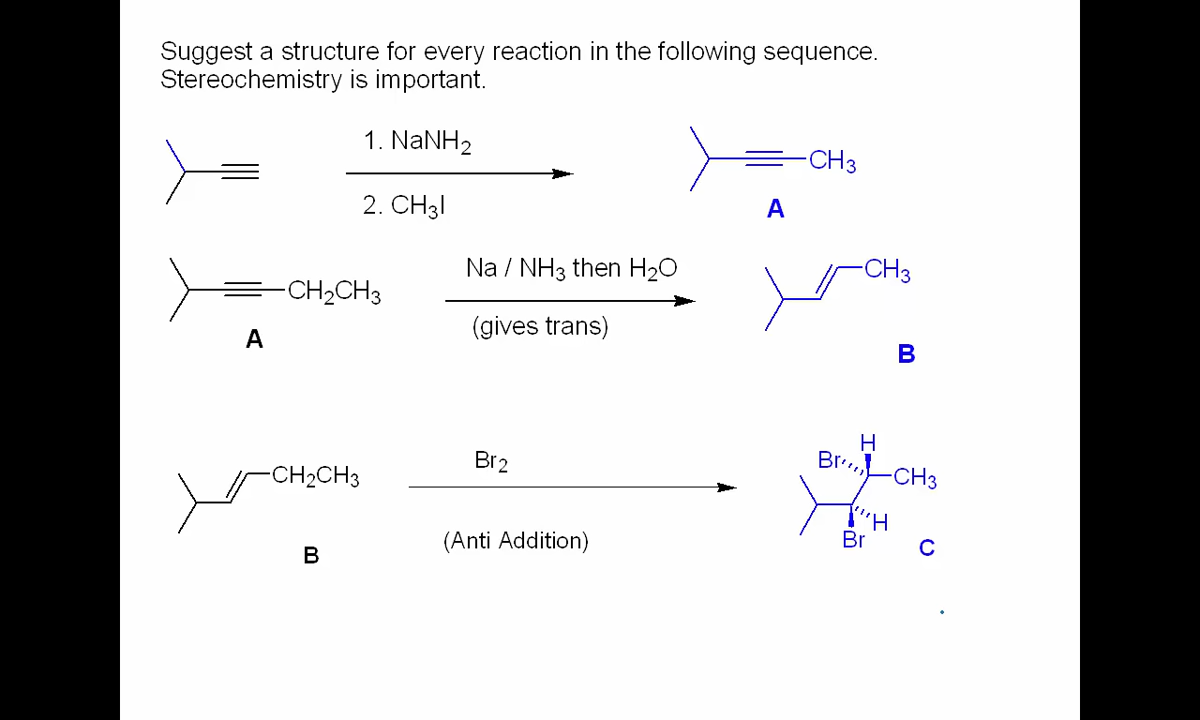 Suggest a structure for every reaction in the following sequence.
Stereochemistry is important.
1. NaNH2
2. CH3I
CH3
A
CH2CH3
A
Na / NH3 then H2O
(gives trans)
CH3
B
CH2CH3
B
Br2
(Anti Addition)
H
Br
CH3
H
Br
C